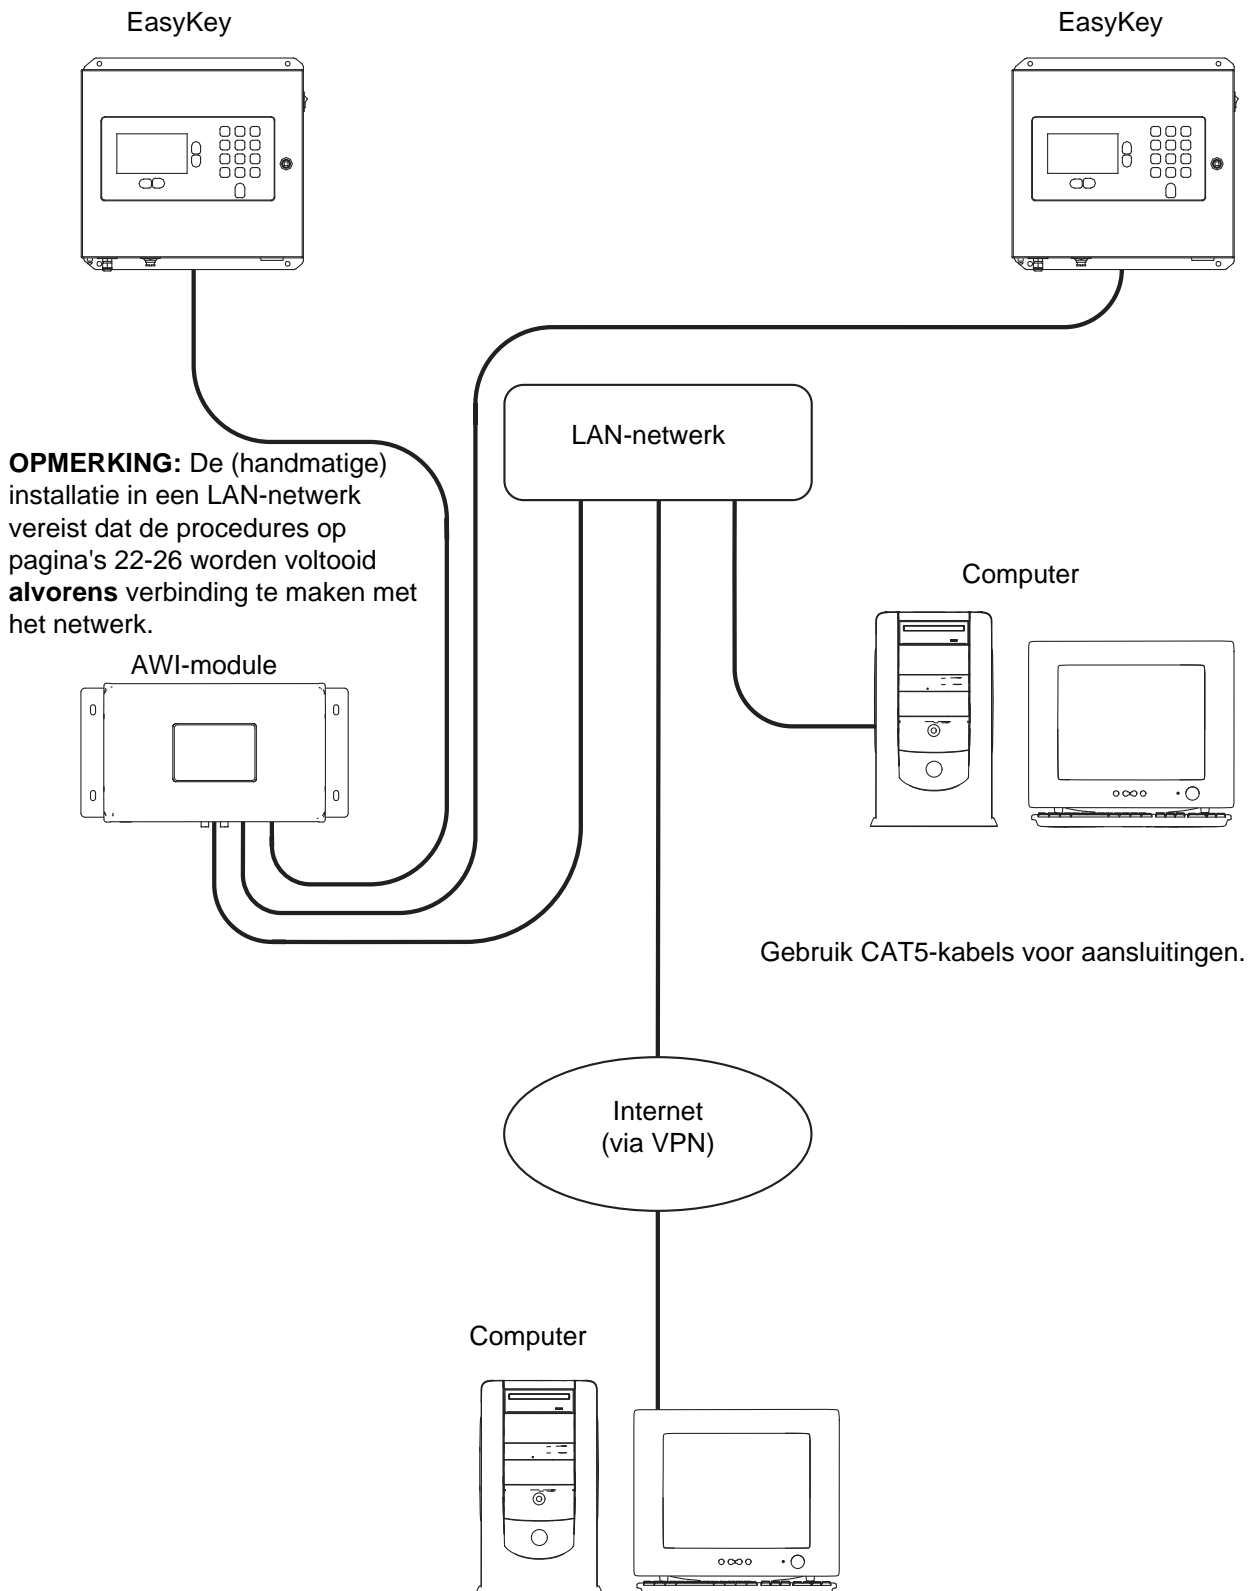 EasyKey
EasyKey
LAN-netwerk
OPMERKING: De (handmatige)
installatie in een LAN-netwerk
vereist dat de procedures op
pagina's 22-26 worden voltooid
alvorens verbinding te maken met
het netwerk.
Computer
AWI-module
Gebruik CAT5-kabels voor aansluitingen.
Internet
(via VPN)
Computer